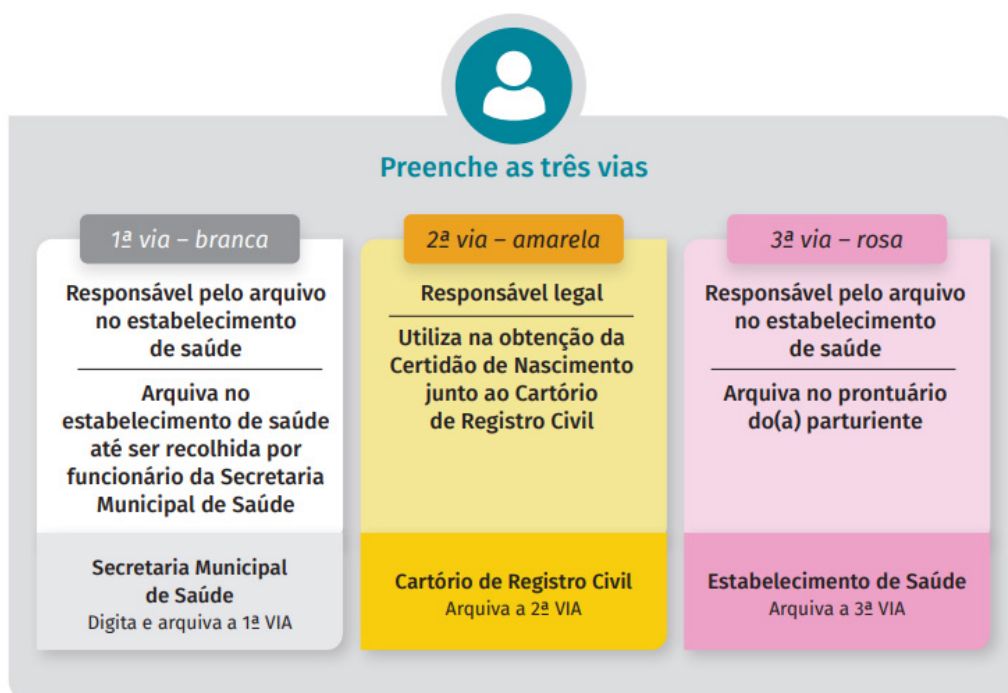 Preenche as três vias
1ª via – branca
Responsável pelo arquivo
no estabelecimento
de saúde
Arquiva no
estabelecimento de saúde
até ser recolhida por
funcionário da Secretaria
Municipal de Saúde
Secretaria Municipal
de Saúde
Digita e arquiva a 1ª VIA
2ª via – amarela
Responsável legal
Utiliza na obtenção da
Certidão de Nascimento
junto ao Cartório
de Registro Civil
Cartório de Registro Civil
Arquiva a 2ª VIA
3ª via – rosa
Responsável pelo arquivo
no estabelecimento
de saúde
Arquiva no prontuário
do(a) parturiente
Estabelecimento de Saúde
Arquiva a 3ª VIA